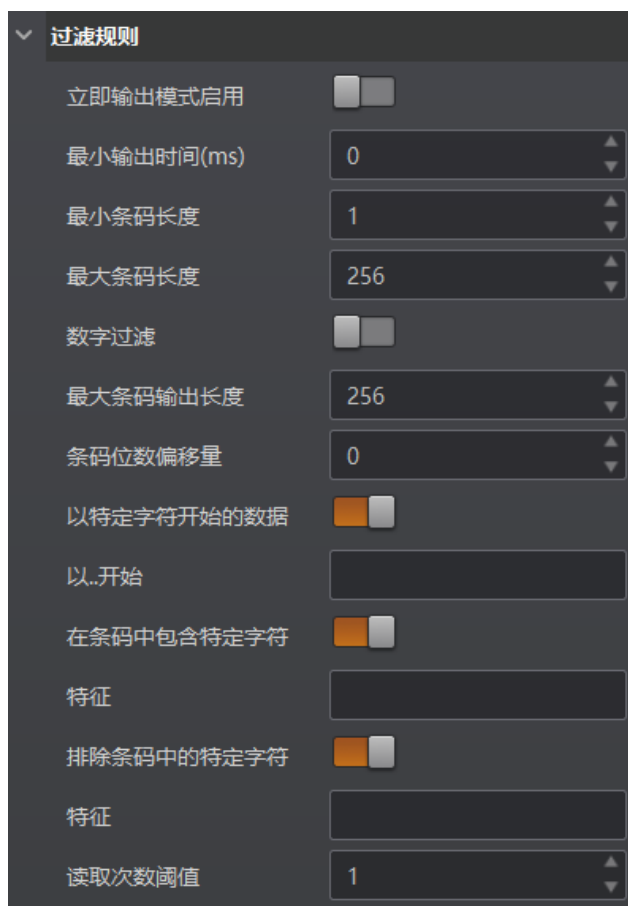 过滤规则
立即输出模式启用
最小输出时间(ms) 0
最小条码长度 1
最大条码长度 256
数字过滤
最大条码输出长度 256
条码位数偏移量 0
以特定字符开始的数据
以..开始
在条码中包含特定字符
特征
排除条码中的特定字符
特征
读取次数阈值 1